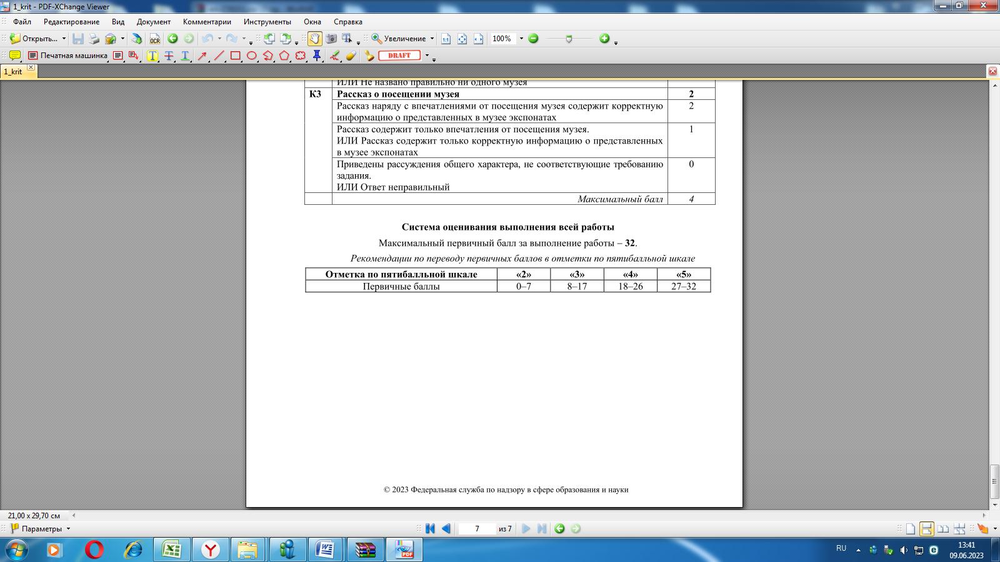 1_krit - PDF-XChange Viewer
Файл Редактирование Вид Документ Комментарии Инструменты Окна Справка
Открыть... OCR Увеличение 1:1 100%
T T T Печатная машинка DRAFT
1_krit
ИЛИ Не названо правильно ни одного музея
К3 Рассказ о посещении музея 2
Рассказ наряду с впечатлениями от посещения музея содержит корректную 2
информацию о представленных в музее экспонатах
Рассказ содержит только впечатления от посещения музея. 1
ИЛИ Рассказ содержит только корректную информацию о представленных
в музее экспонатах
Приведены рассуждения общего характера, не соответствующие требованию 0
задания.
ИЛИ Ответ неправильный
Максимальный балл 4
Система оценивания выполнения всей работы
Максимальный первичный балл за выполнение работы – 32.
Рекомендации по переводу первичных баллов в отметки по пятибалльной шкале
Отметка по пятибалльной шкале «2» «3» «4» «5»
Первичные баллы 0–7 8–17 18–26 27–32
© 2023 Федеральная служба по надзору в сфере образования и науки
21,00 x 29,70 см
Параметры 7 из 7
RU 13:41
09.06.2023